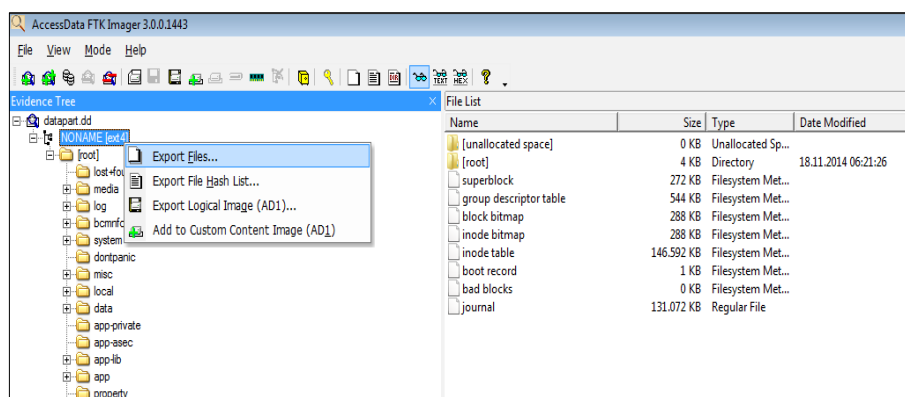 AccessData FTK Imager 3.0.0.1443
File View Mode Help
Evidence Tree
datapart.dd
NONAME [ext4]
[root]
media
log
system
dontpanic
misc
local
data
app-private
app-asec
app-lib
app
property
Export Files...
Export File Hash List...
Export Logical Image (AD1)...
Add to Custom Content Image (AD1)
File List
Name Size Type Date Modified
[unallocated space] 0 KB Unallocated Sp...
[root] 4 KB Directory 18.11.2014 06:21:26
superblock 272 KB Filesystem Met...
group descriptor table 544 KB Filesystem Met...
block bitmap 288 KB Filesystem Met...
inode bitmap 288 KB Filesystem Met...
inode table 146.592 KB Filesystem Met...
boot record 1 KB Filesystem Met...
bad blocks 0 KB Filesystem Met...
journal 131.072 KB Regular File